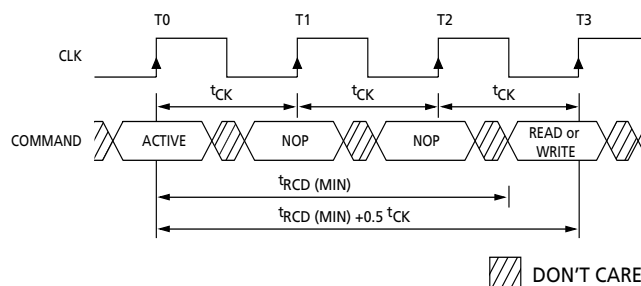 T0 T1 T2 T3
CLK
tCK tCK tCK
COMMAND ACTIVE NOP NOP READ or
WRITE
tRCD (MIN)
tRCD (MIN) +0.5 tCK
DON'T CARE